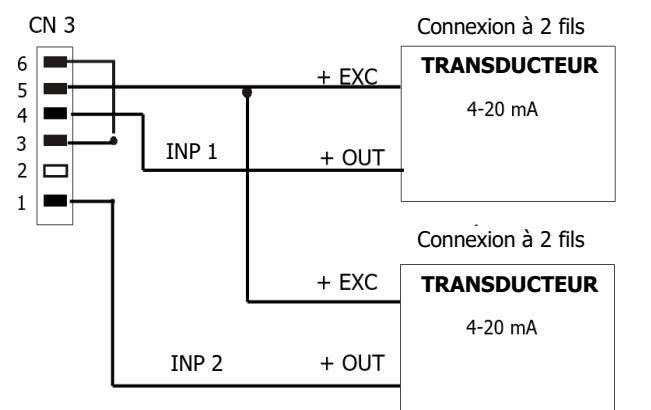 CN 3
6
5
4
3
2
1
Connexion à 2 fils
TRANSDUCTEUR
4-20 mA
+ EXC
INP 1
+ OUT
Connexion à 2 fils
TRANSDUCTEUR
4-20 mA
+ EXC
INP 2
+ OUT